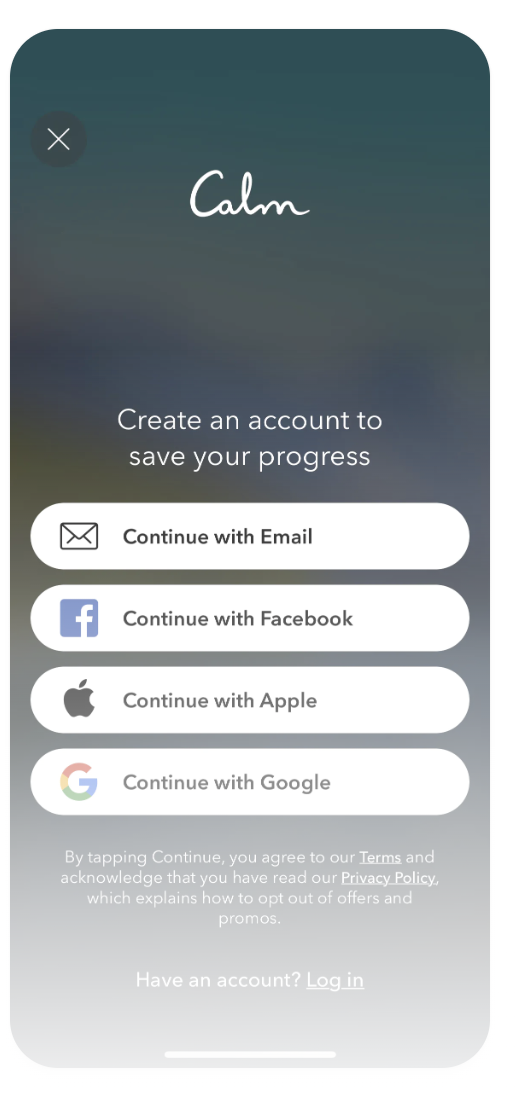 Calm
Create an account to
save your progress
Continue with Email
Continue with Facebook
Continue with Apple
Continue with Google
By tapping Continue, you agree to our Terms and
acknowledge that you have read our Privacy Policy,
which explains how to opt out of offers and
promos.
Have an account? Log in